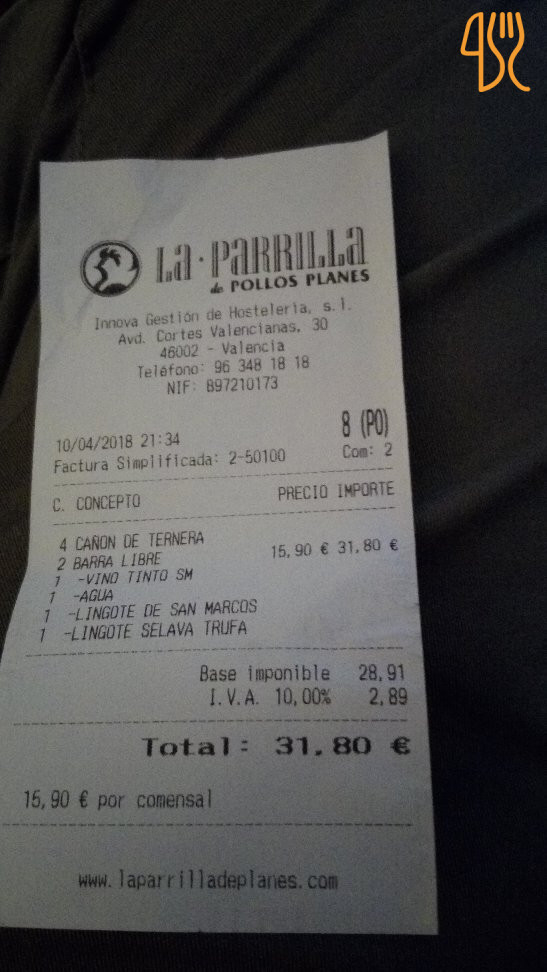 La·PaRRILLa
de POLLOS PLANES
Innova Gestión de Hostelería, s.l.
Avd. Cortes Valencianas, 30
46002 - Valencia
Teléfono: 96 348 18 18
NIF: B97210173
8 (PO)
10/04/2018 21:34
Factura Simplificada: 2-50100 Com: 2
C. CONCEPTO PRECIO IMPORTE
4 CAÑON DE TERNERA
2 BARRA LIBRE 15,90 € 31,80 €
1 -VINO TINTO SM
1 -AGUA
1 -LINGOTE DE SAN MARCOS
1 -LINGOTE SELAVA TRUFA
Base imponible 28,91
I.V.A. 10,00% 2,89
Total: 31,80 €
15,90 € por comensal
www.laparrilladeplanes.com